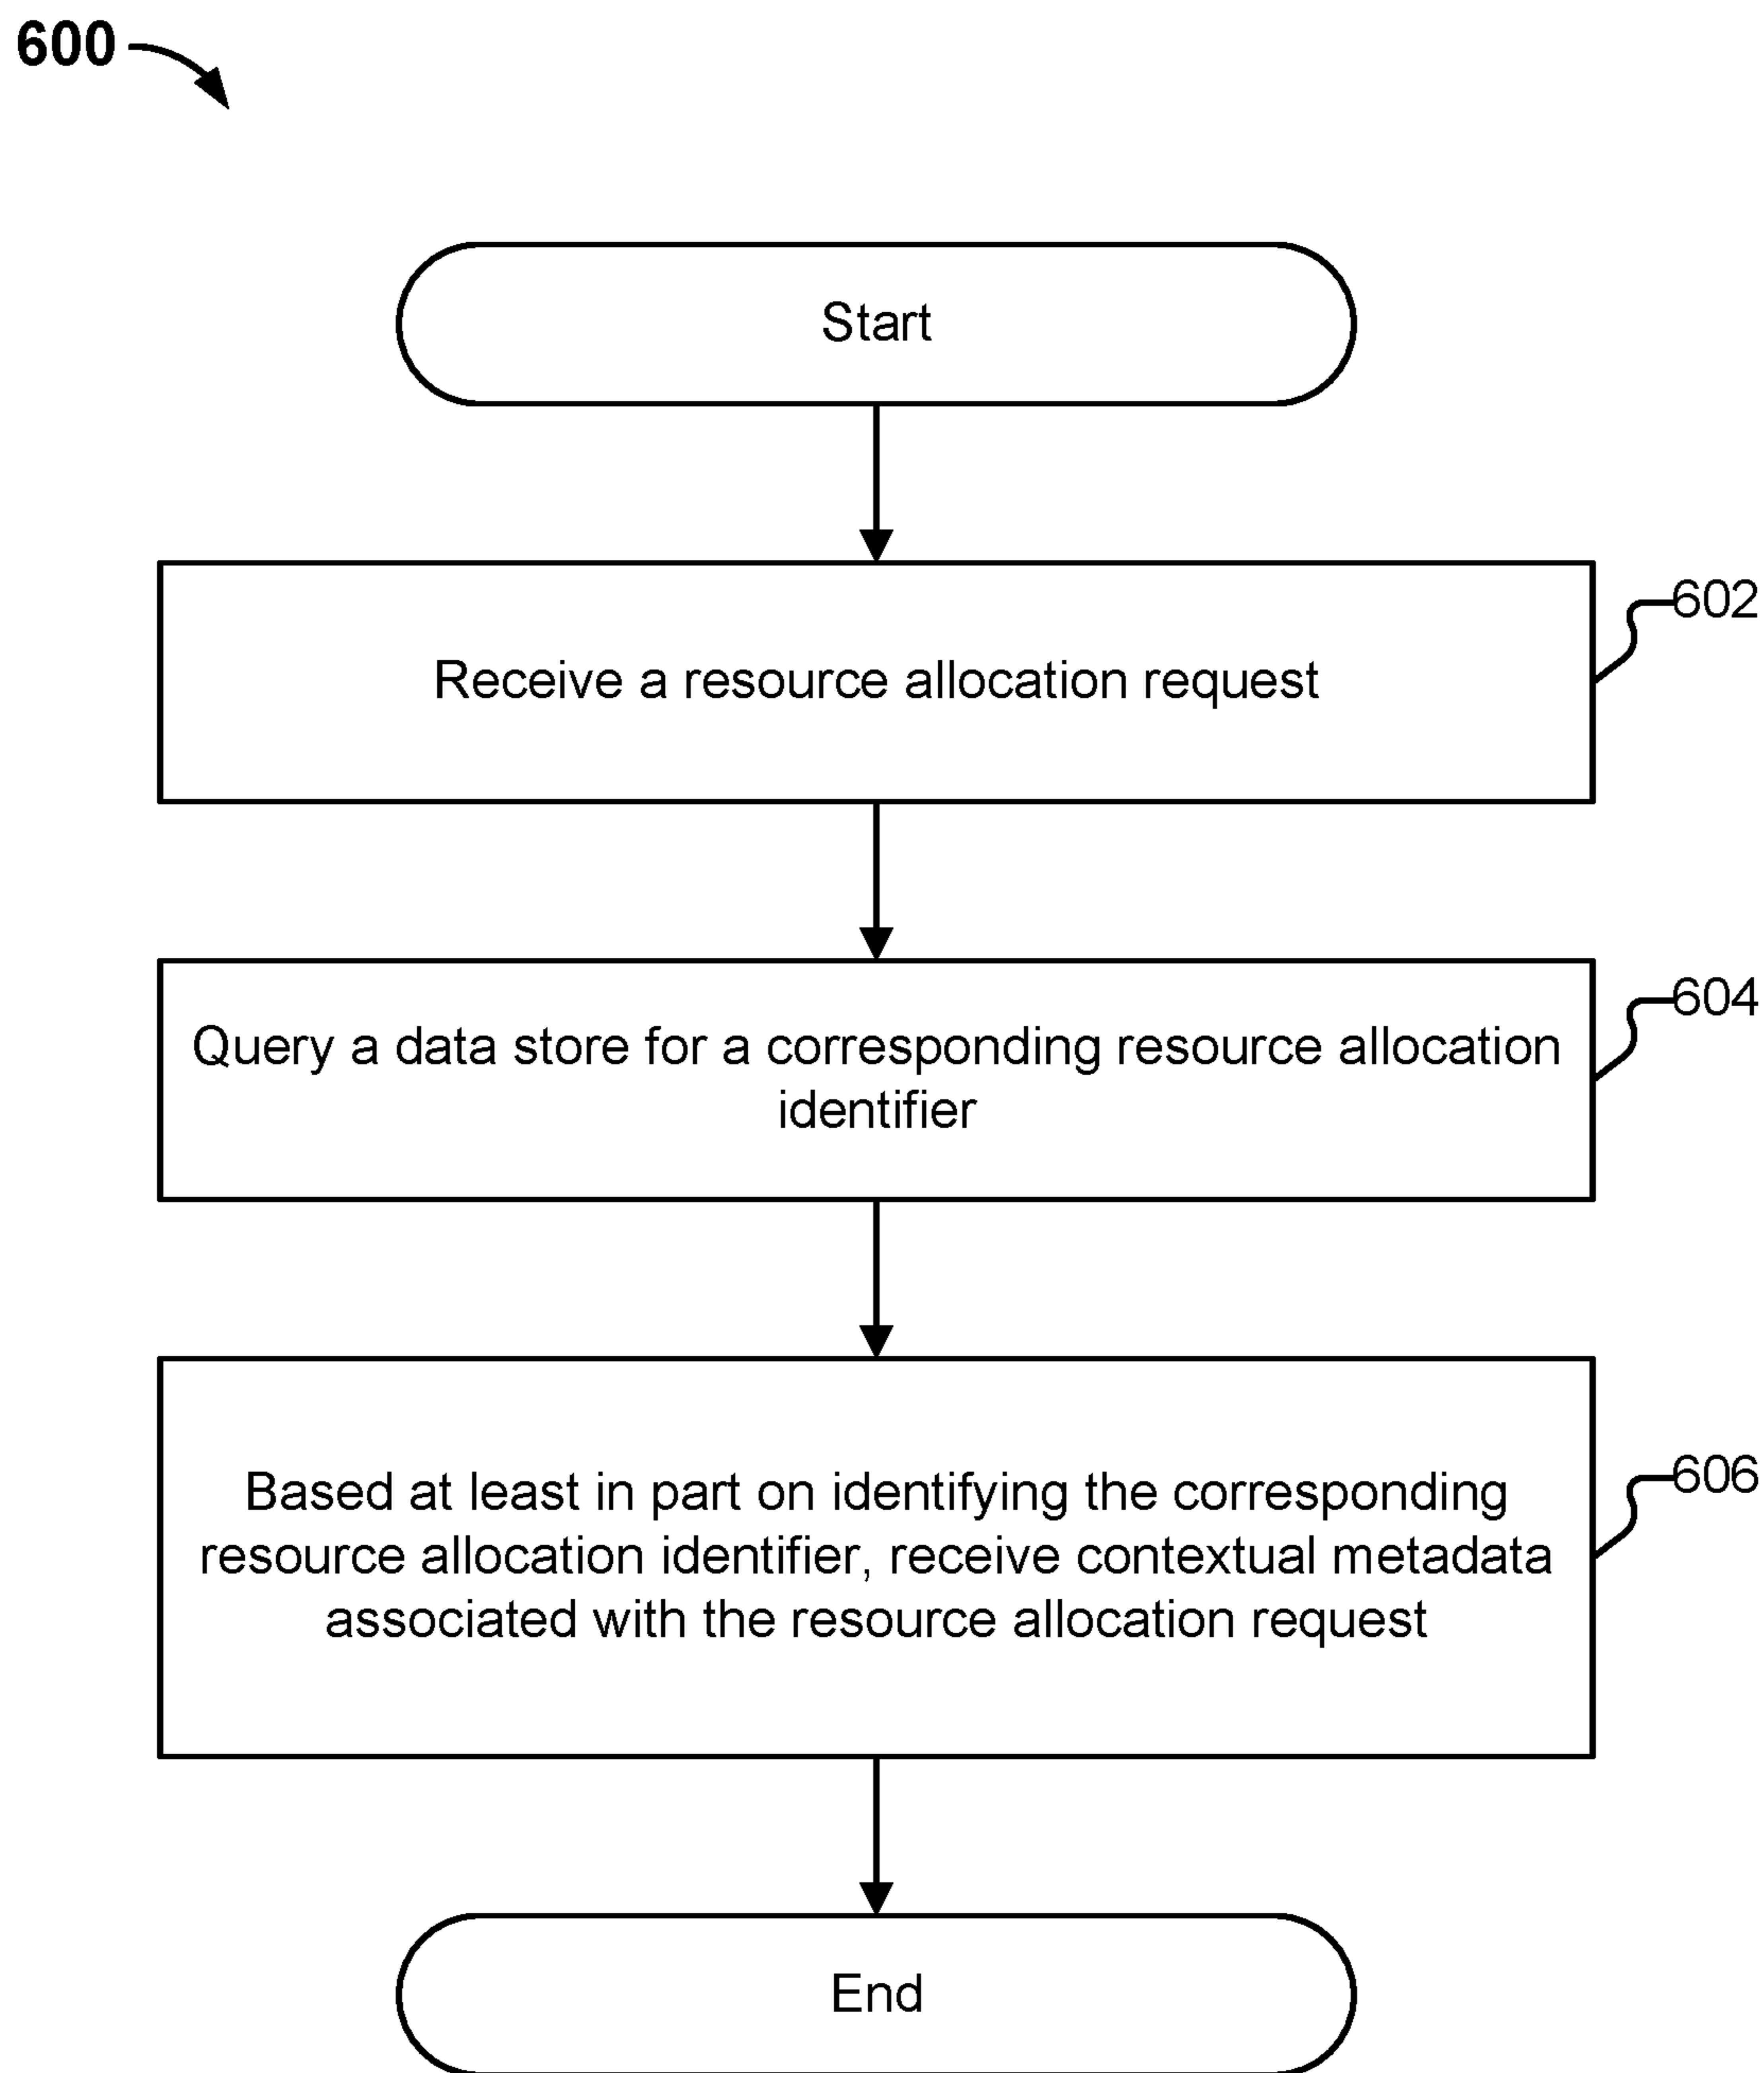 600
Start
Receive a resource allocation request
602
Query a data store for a corresponding resource allocation
identifier
604
Based at least in part on identifying the corresponding
resource allocation identifier, receive contextual metadata
associated with the resource allocation request
606
End